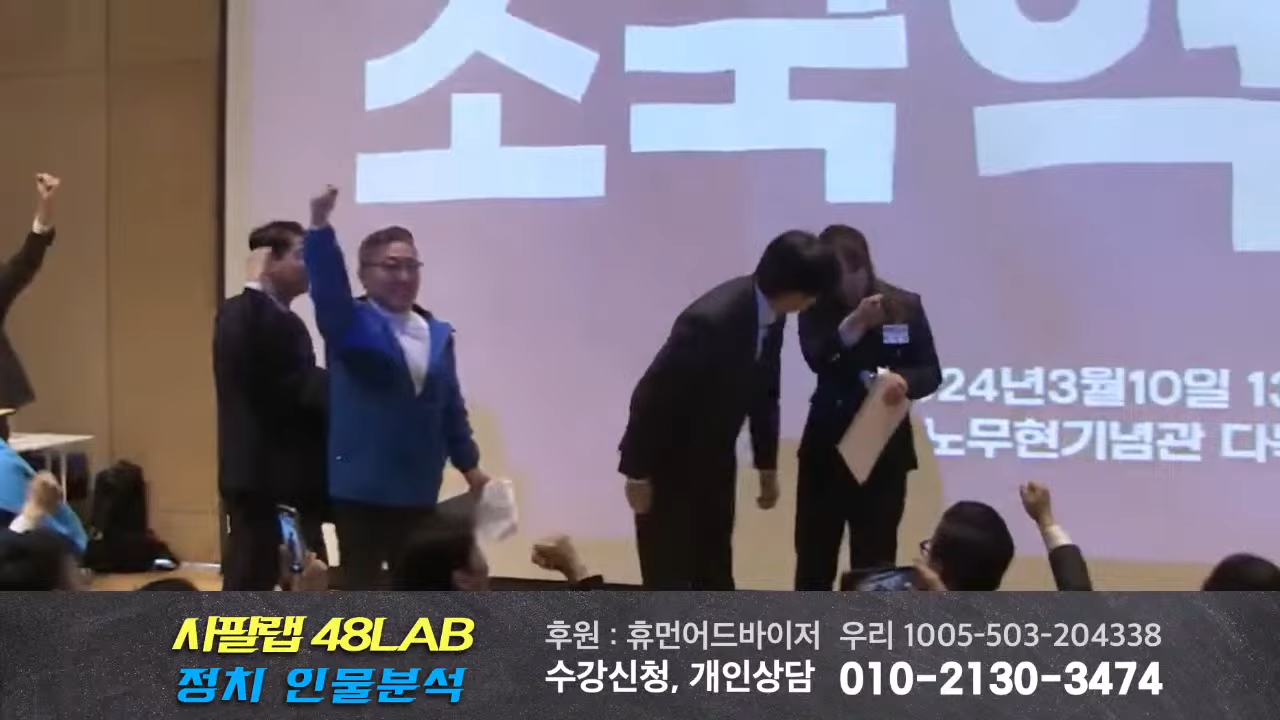 조국혁
24년3월10일 13
노무현기념관 다
사팔랩 48LAB
정치 인물분석
후원 : 휴먼어드바이저 우리 1005-503-204338
수강신청, 개인상담 010-2130-3474